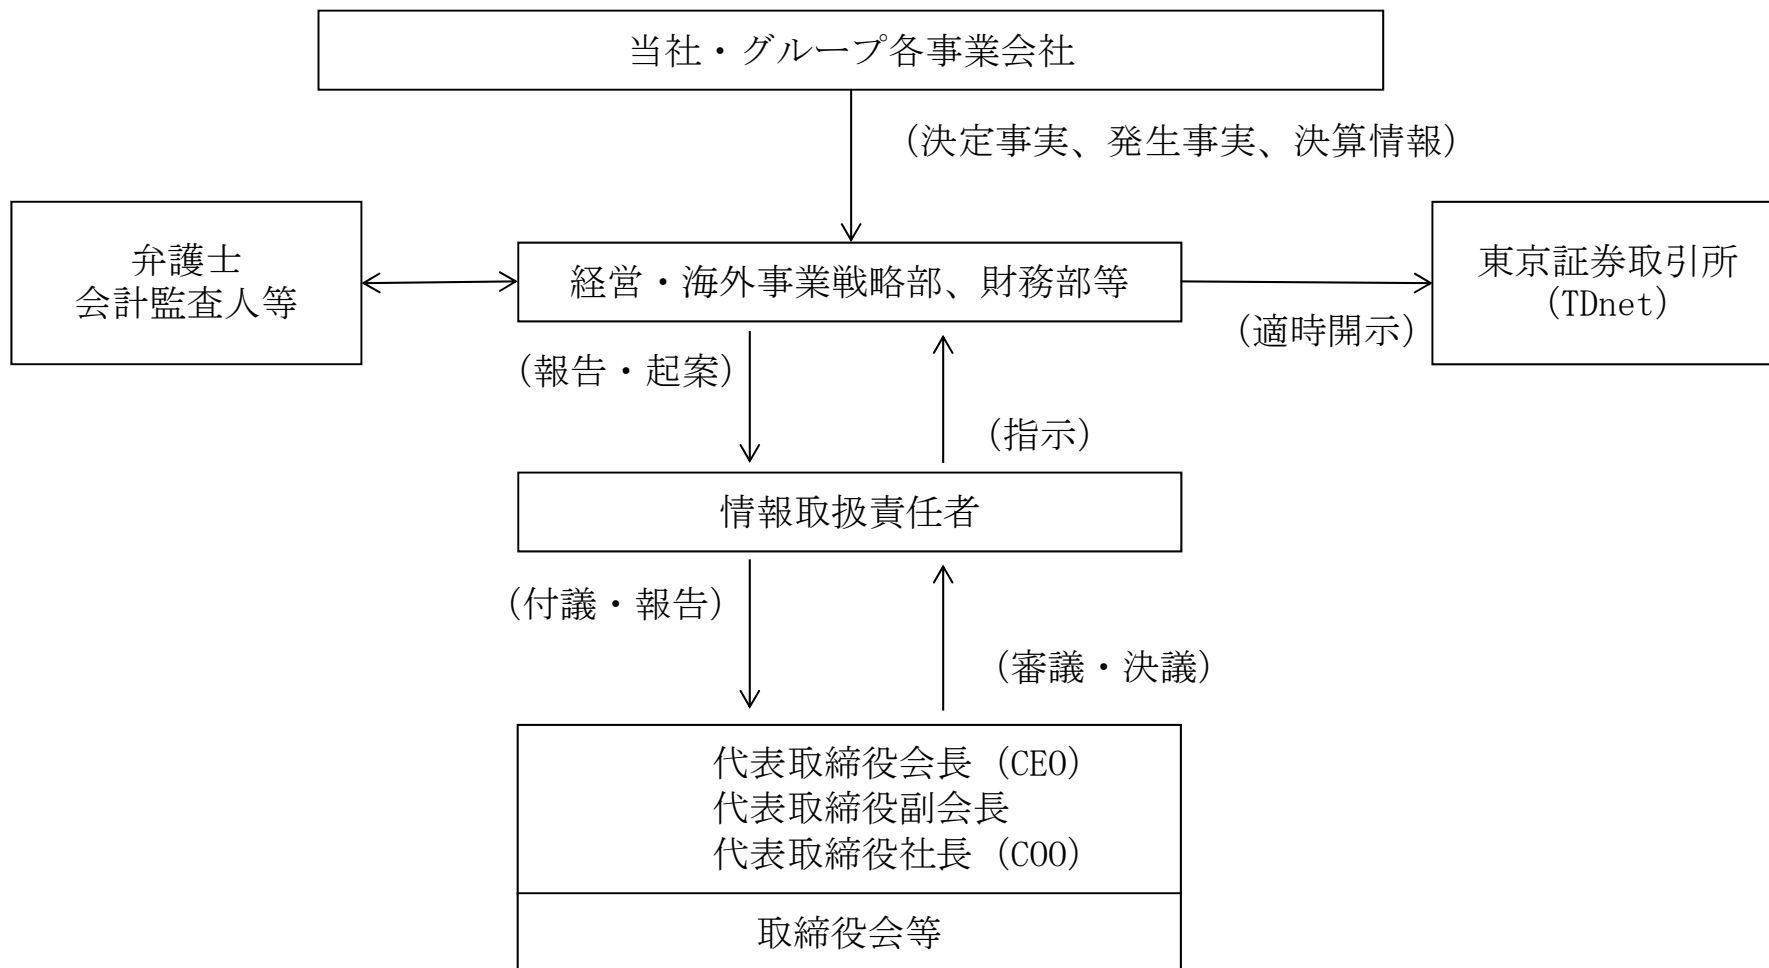 当社・グループ各事業会社
(決定事実、発生事実、決算情報)
弁護士
会計監査人等
経営・海外事業戦略部、財務部等
東京証券取引所
(TDnet)
(適時開示)
(報告・起案)
(指示)
情報取扱責任者
(付議・報告)
(審議・決議)
代表取締役会長 (CEO)
代表取締役副会長
代表取締役社長 (COO)
取締役会等